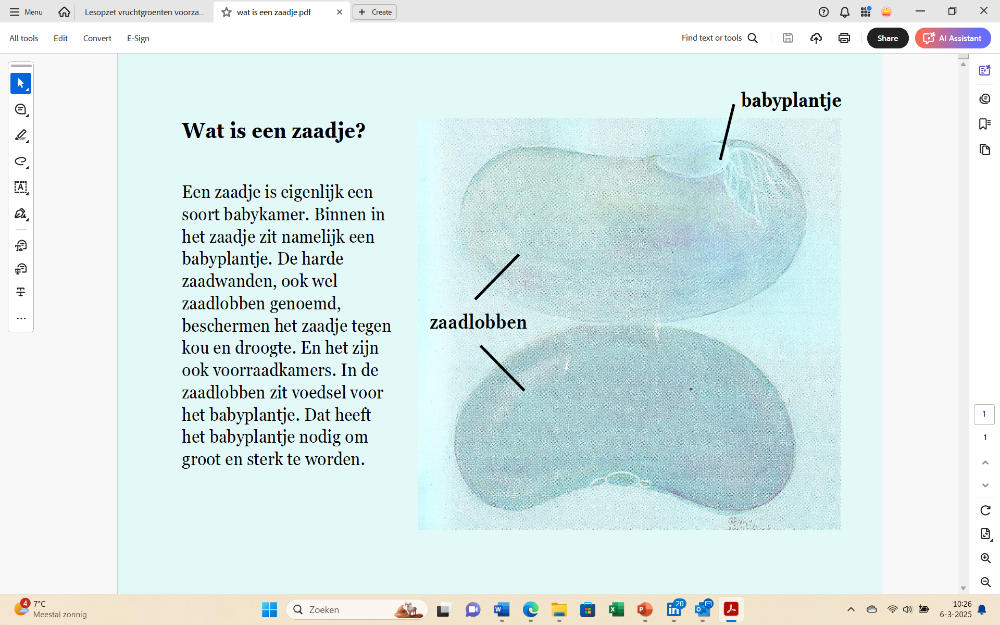 Menu
Lesopzet vruchtgroenten voorza...
wat is een zaadje.pdf
Create
All tools
Edit
Convert
E-Sign
Find text or tools
Share
AI Assistant
babyplantje
Wat is een zaadje?
Een zaadje is eigenlijk een
soort babykamer. Binnen in
het zaadje zit namelijk een
babyplantje. De harde
zaadwanden, ook wel
zaadlobben genoemd,
beschermen het zaadje tegen
kou en droogte. En het zijn
ook voorraadkamers. In de
zaadlobben zit voedsel voor
het babyplantje. Dat heeft
het babyplantje nodig om
groot en sterk te worden.
zaadlobben
1
1
4
7°C
Meestal zonnig
Zoeken
20
10:26
6-3-2025